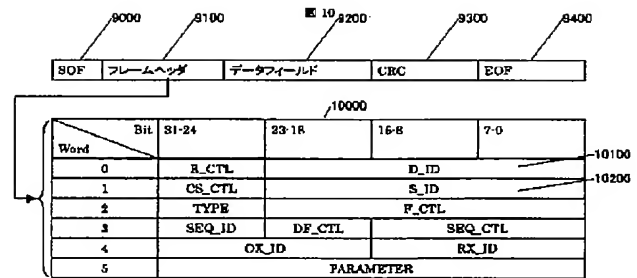 図 10
9000 9100 9200 9300 9400
SOF フレームヘッダ データフィールド CRC EOF
10000
Bit 31-24 23-16 16-8 7-0
Word
0 R_CTL D_ID 10100
1 CS_CTL S_ID 10200
2 TYPE F_CTL
3 SEQ_ID DF_CTL SEQ_CTL
4 OX_ID RX_ID
5 PARAMETER